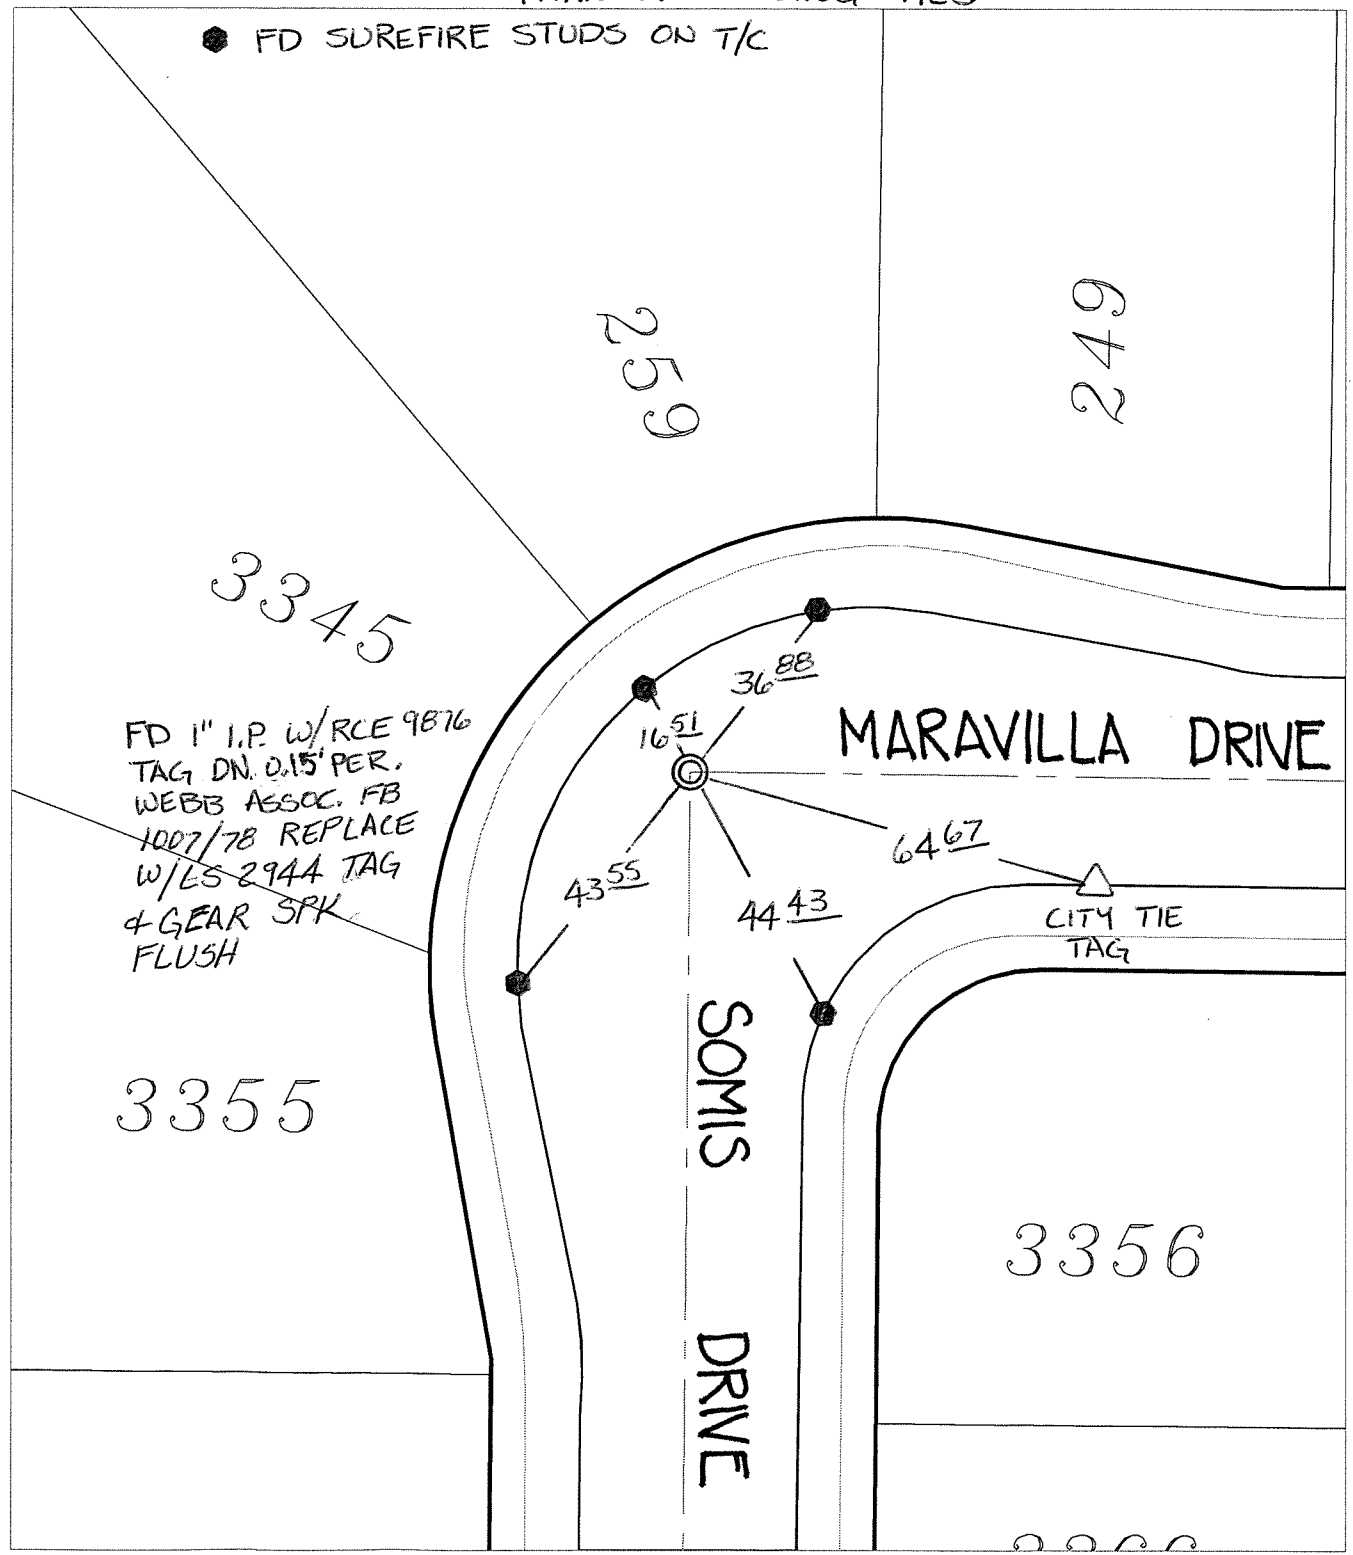 FD SUREFIRE STUDS ON T/C
259
249
3345
FD 1" I.P. W/RCE 9876
TAG DN. 0.15' PER.
WEBB ASSOC. FB
1007/78 REPLACE
W/LS 2944 TAG
& GEAR SPK
FLUSH
36 88
16 51
MARAVILLA DRIVE
64 67
43 55
44 43
CITY TIE
TAG
SOMIS DRIVE
3355
3356